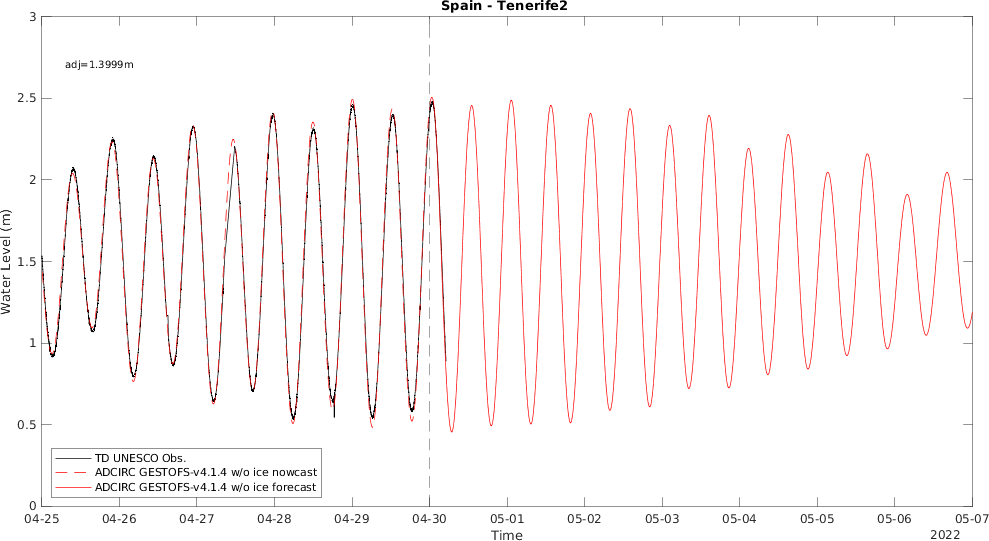 Spain - Tenerife2
adj=1.3999m
Water Level (m)
3
2.5
2
1.5
1
0.5
0
TD UNESCO Obs.
ADCIRC GESTOFS-v4.1.4 w/o ice nowcast
ADCIRC GESTOFS-v4.1.4 w/o ice forecast
04-25 04-26 04-27 04-28 04-29 04-30 05-01 05-02 05-03 05-04 05-05 05-06 05-07
Time
2022